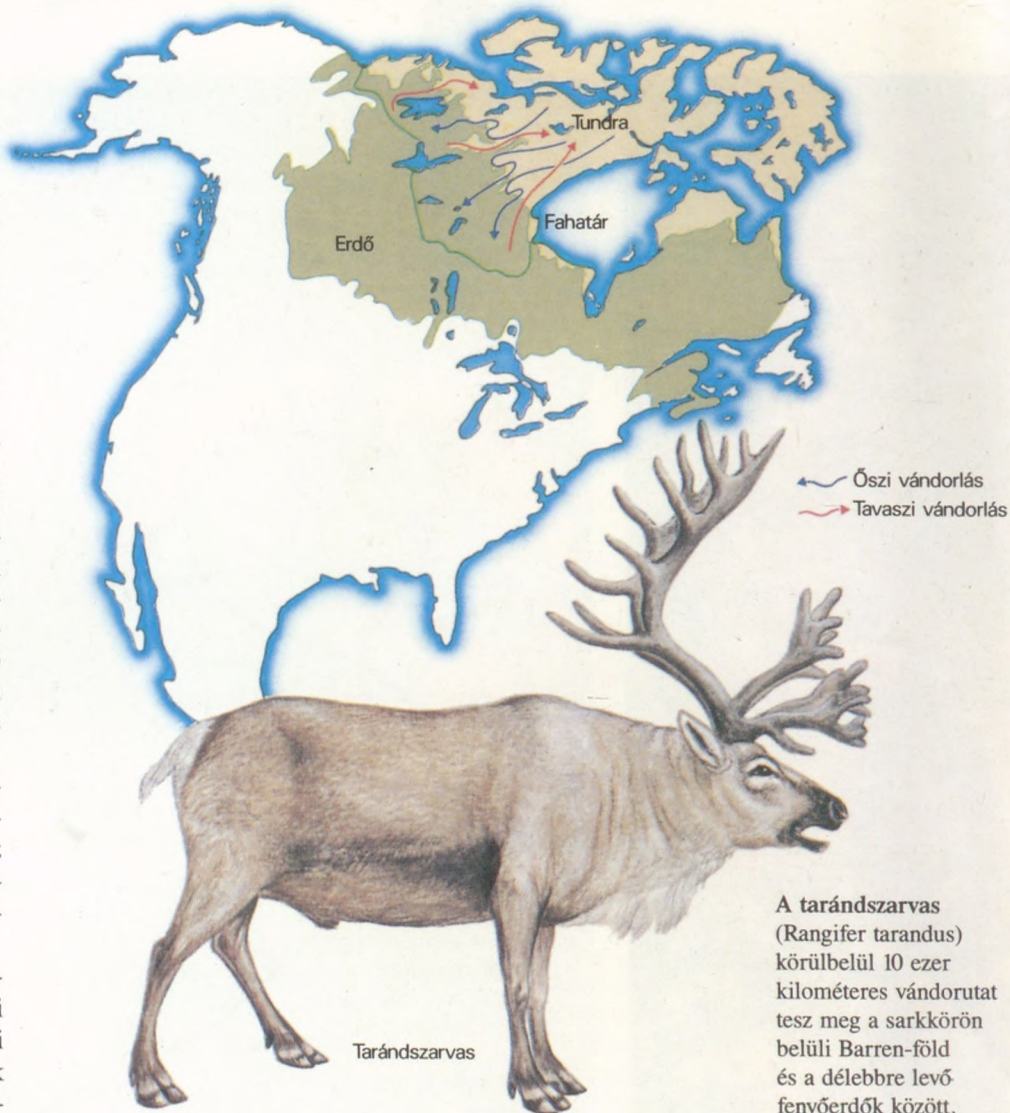 Tundra
Fahatár
Erdő
Őszi vándorlás
Tavaszi vándorlás
A tarándszarvas
(Rangifer tarandus)
körülbelül 10 ezer
kilométeres vándorutat
tesz meg a sarkkörön
belüli Barren-föld
és a délebbre levő
fenyőerdők között.
Tarándszarvas